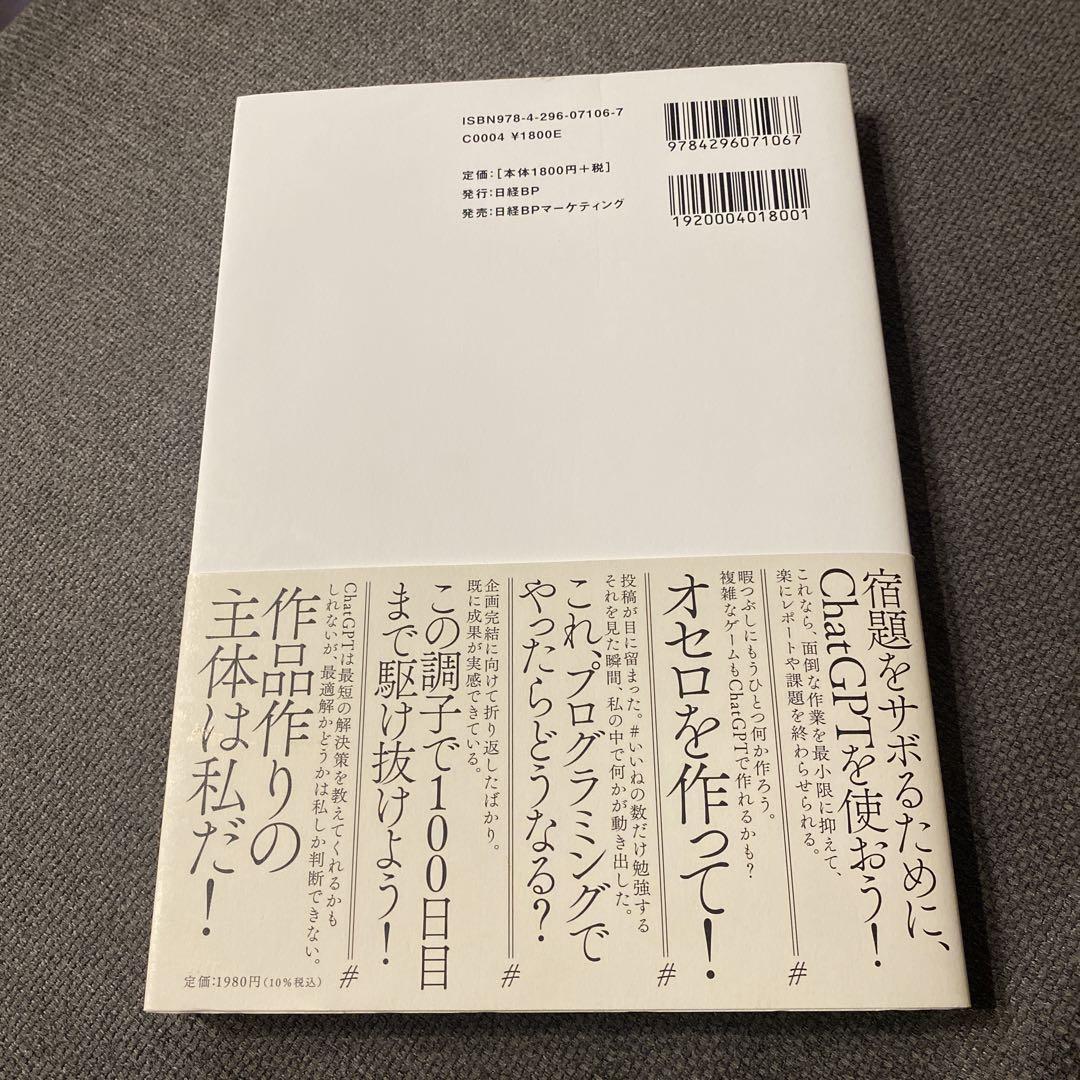 ISBN978-4-296-07106-7
C0004 ¥1800E
定価：[本体1800円＋税]
発行：日経BP
発売：日経BPマーケティング
9784296071067
1920004018001
宿題をサボるために、
ChatGPTを使おう！
これなら、面倒な作業を最小限に抑えて、
楽にレポートや課題を終わらせられる。
#
オセロを作って！
暇つぶしにもうひとつ何か作ろう。
複雑なゲームもChatGPTで作れるかも？
#
これ、プログラミングで
やったらどうなる？
投稿が目に留まった。#いいねの数だけ勉強する
それを見た瞬間、私の中で何かが動き出した。
#
この調子で100日目
まで駆け抜けよう！
企画完結に向けて折り返したばかり。
既に成果が実感できている。
#
作品作りの
主体は私だ！
ChatGPTは最短の解決策を教えてくれるかも
しれないが、最適解かどうかは私しか判断できない。
定価：1980円（10％税込）